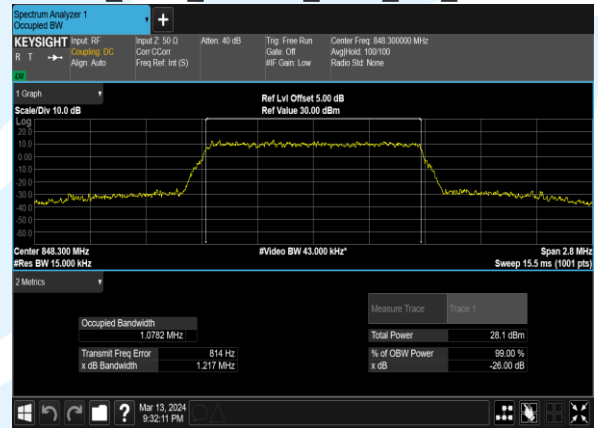 Spectrum Analyzer 1
Occupied BW
KEYSIGHT Input: RF Input Z: 50 Ω Atten: 40 dB Trig: Free Run Center Freq: 848.300000 MHz
R T Coupling: DC Corr CCorr Gate: Off Avg|Hold: 100/100
Align: Auto Freq Ref: Int (S) #IF Gain: Low Radio Std: None
1 Graph
Ref Lvl Offset 5.00 dB
Scale/Div 10.0 dB Ref Value 30.00 dBm
Log
20.0
10.0
0.00
-10.0
-20.0
-30.0
-40.0
-50.0
-60.0
Center 848.300 MHz #Video BW 43.000 kHz* Span 2.8 MHz
#Res BW 15.000 kHz Sweep 15.5 ms (1001 pts)
2 Metrics
Measure Trace Trace 1
Occupied Bandwidth
1.0782 MHz Total Power 28.1 dBm
Transmit Freq Error 814 Hz % of OBW Power 99.00 %
x dB Bandwidth 1.217 MHz x dB -26.00 dB
Mar 13, 2024
9:32:11 PM